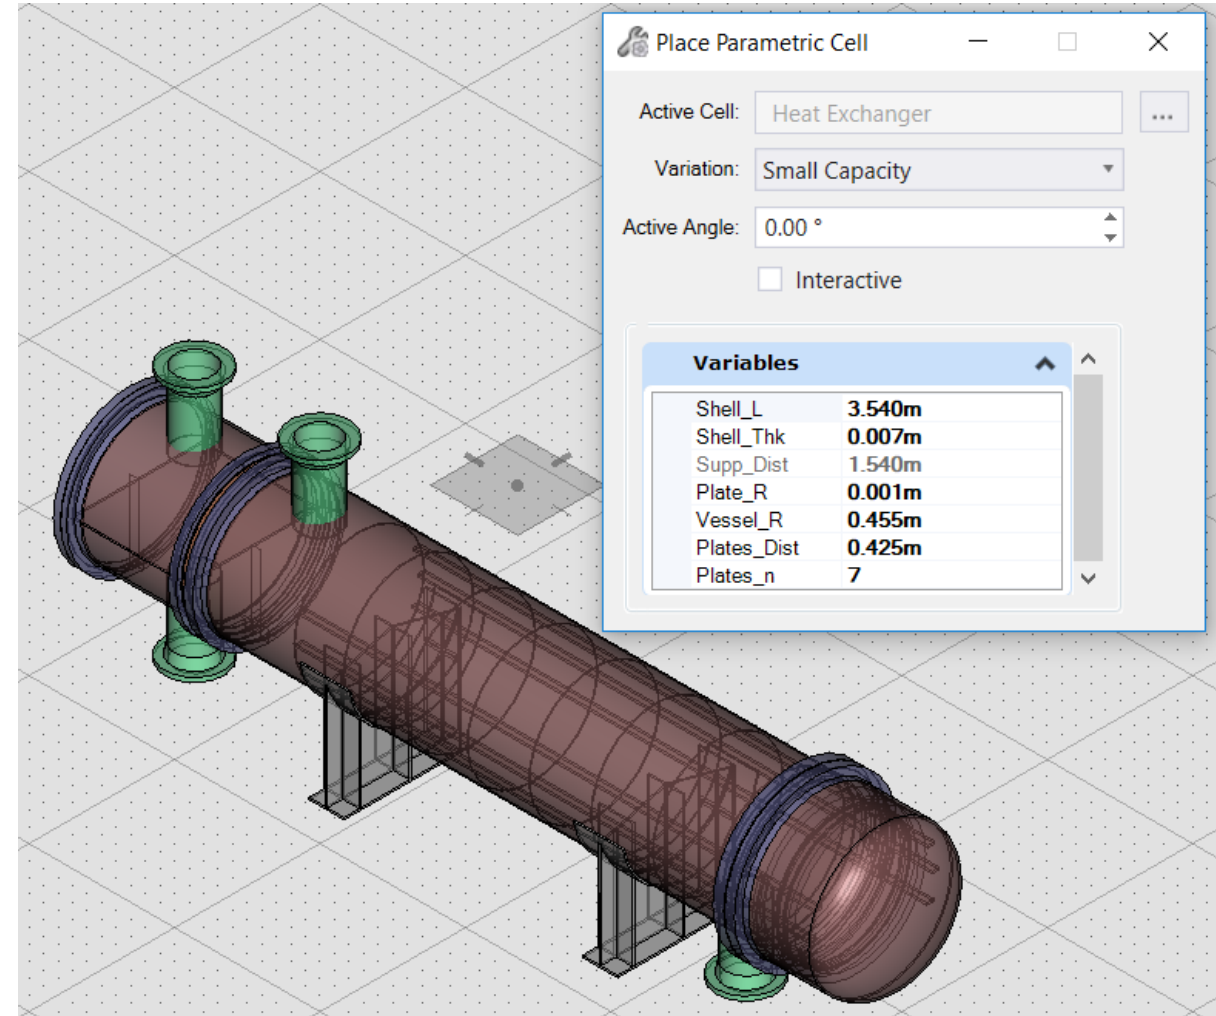 Place Parametric Cell
Active Cell: Heat Exchanger ...
Variation: Small Capacity
Active Angle: 0.00 °
Interactive
Variables
Shell_L 3.540m
Shell_Thk 0.007m
Supp_Dist 1.540m
Plate_R 0.001m
Vessel_R 0.455m
Plates_Dist 0.425m
Plates_n 7